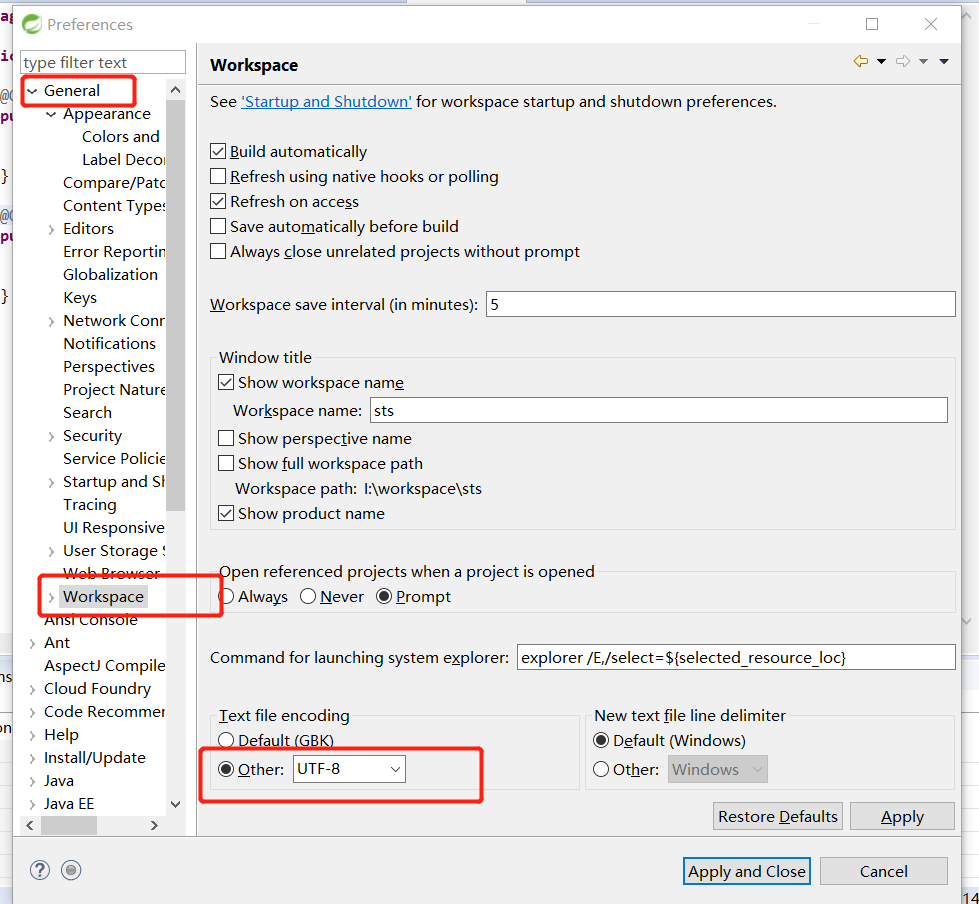 Preferences
type filter text
General
Appearance
Colors and
Label Deco
Compare/Patc
Content Types
Editors
Error Reportin
Globalization
Keys
Network Conn
Notifications
Perspectives
Project Nature
Search
Security
Service Policie
Startup and Sh
Tracing
UI Responsive
User Storage S
Web Browser
Workspace
Ansi Console
Ant
AspectJ Compile
Cloud Foundry
Code Recommen
Help
Install/Update
Java
Java EE
Workspace
See 'Startup and Shutdown' for workspace startup and shutdown preferences.
Build automatically
Refresh using native hooks or polling
Refresh on access
Save automatically before build
Always close unrelated projects without prompt
Workspace save interval (in minutes): 5
Window title
Show workspace name
Workspace name: sts
Show perspective name
Show full workspace path
Workspace path: I:\workspace\sts
Show product name
Open referenced projects when a project is opened
Always Never Prompt
Command for launching system explorer: explorer /E,/select=${selected_resource_loc}
Text file encoding
Default (GBK)
Other: UTF-8
New text file line delimiter
Default (Windows)
Other: Windows
Restore Defaults Apply
? Apply and Close Cancel